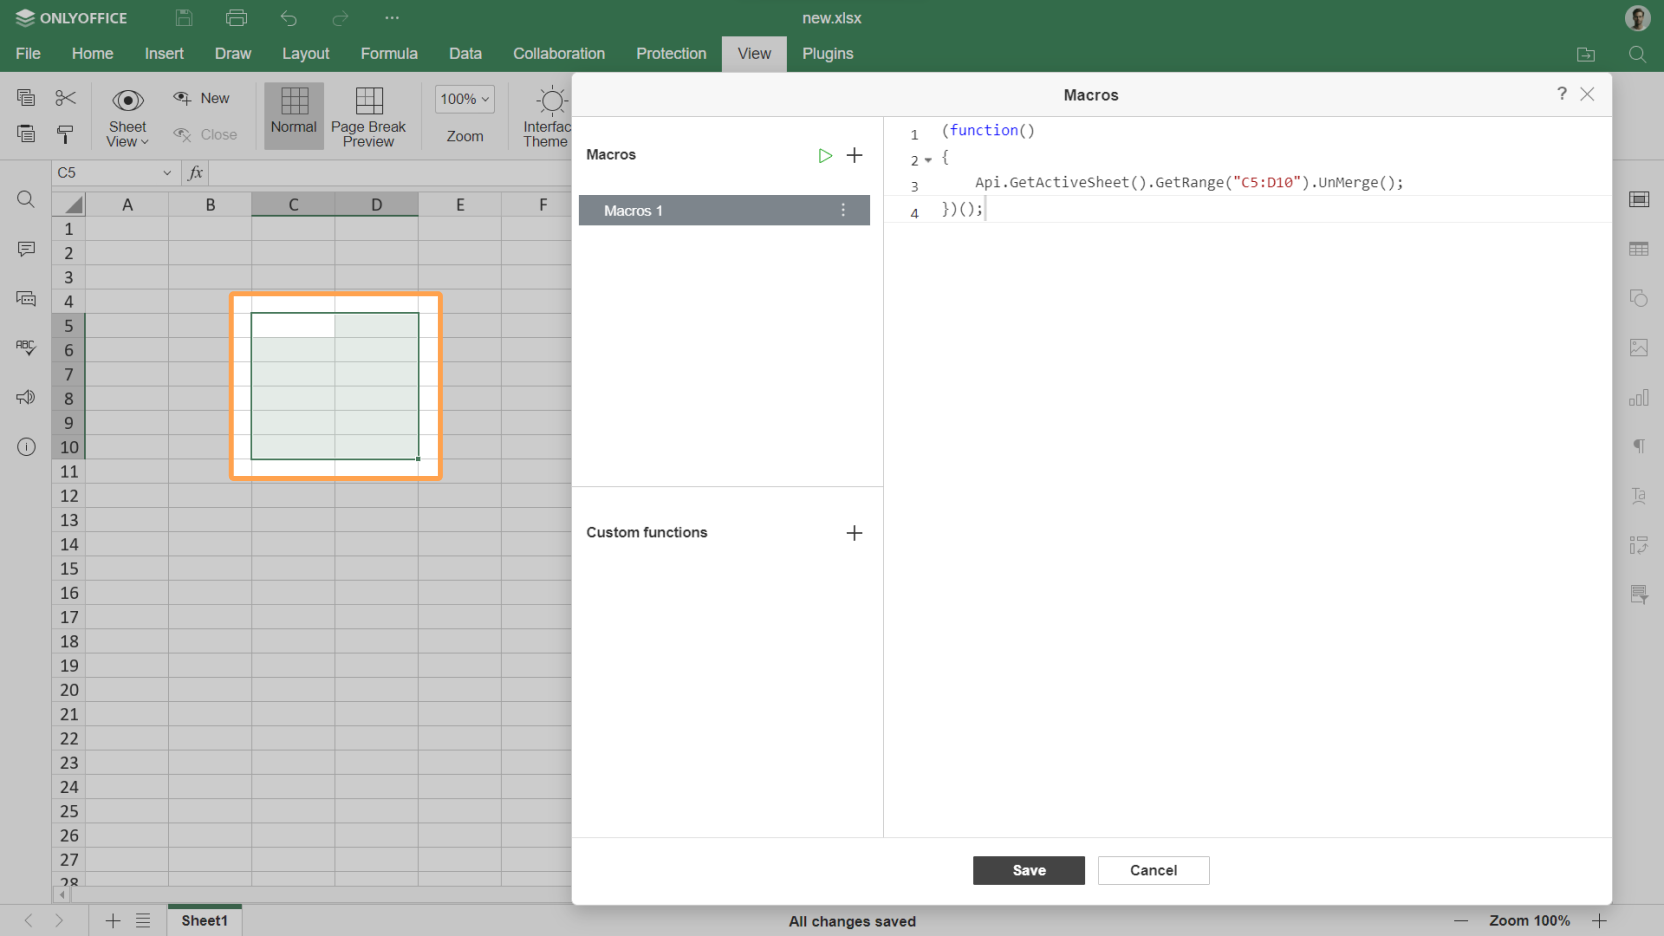 ONLYOFFICE
new.xlsx
File Home Insert Draw Layout Formula Data Collaboration Protection View Plugins
Sheet View
New
Close
Normal
Page Break Preview
100%
Zoom
Interfac
Theme
C5
fx
A B C D E F
1
2
3
4
5
6
7
8
9
10
11
12
13
14
15
16
17
18
19
20
21
22
23
24
25
26
27
28
ABC
Macros
?
Macros
Macros 1
Custom functions
1 (function()
2 {
3 Api.GetActiveSheet().GetRange("C5:D10").UnMerge();
4 })();
Save
Cancel
Ta
Sheet1
All changes saved
Zoom 100%